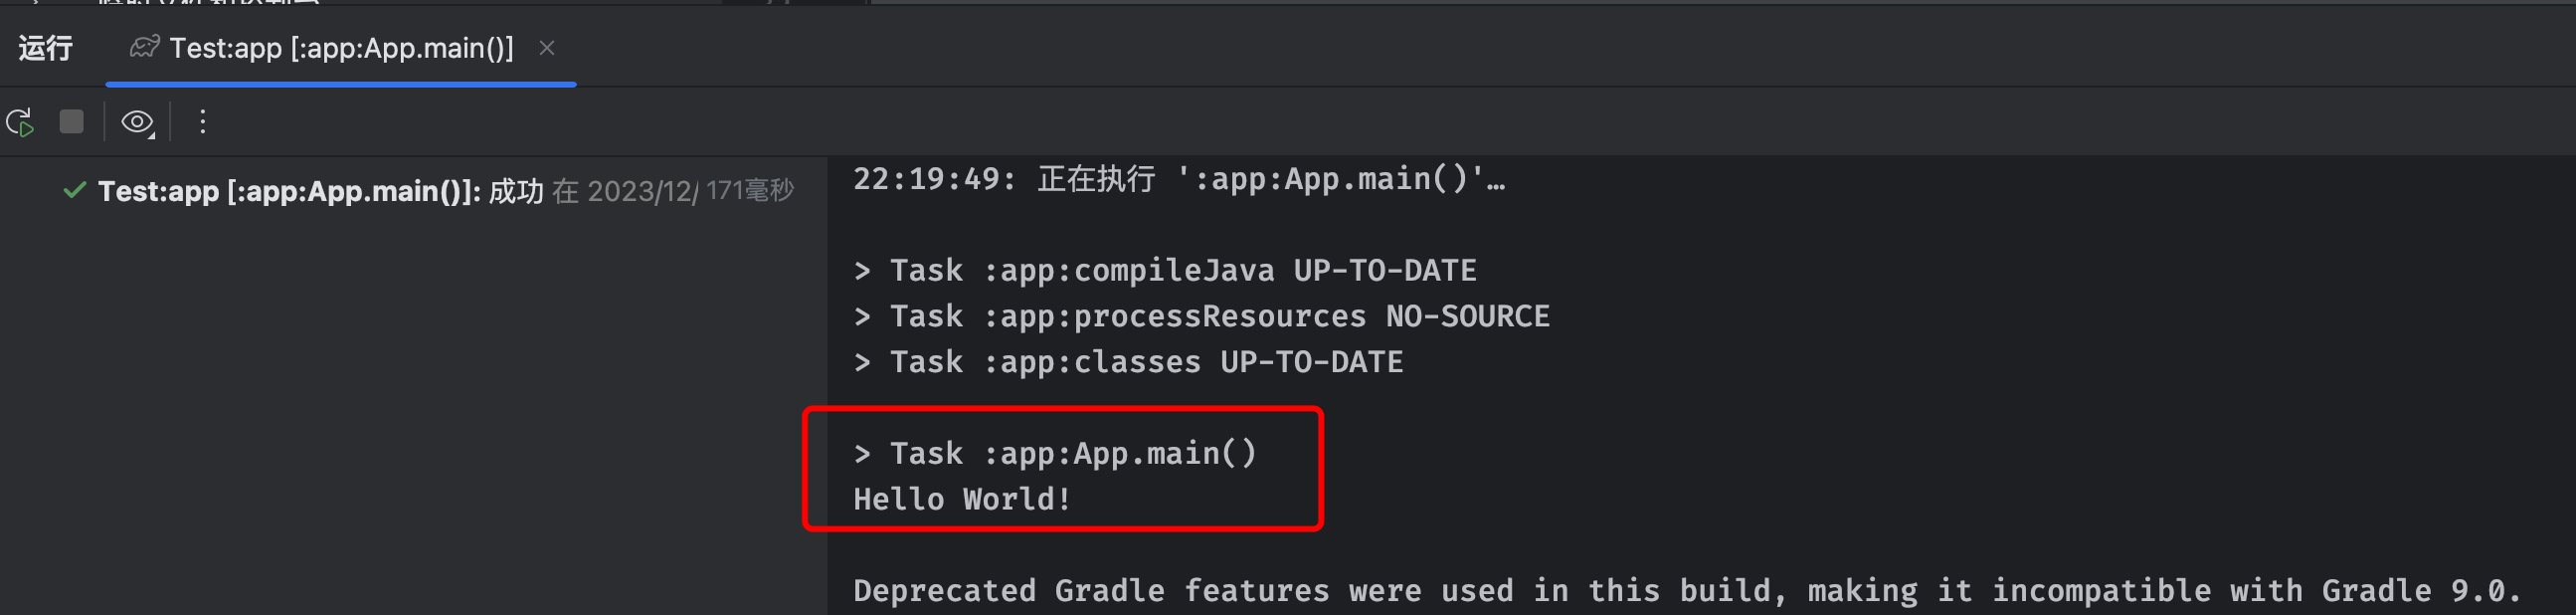 运行 Test:app [:app:App.main()]
Test:app [:app:App.main()]: 成功 在 2023/12/ 171毫秒
22:19:49: 正在执行 ':app:App.main()'…
> Task :app:compileJava UP-TO-DATE
> Task :app:processResources NO-SOURCE
> Task :app:classes UP-TO-DATE
> Task :app:App.main()
Hello World!
Deprecated Gradle features were used in this build, making it incompatible with Gradle 9.0.